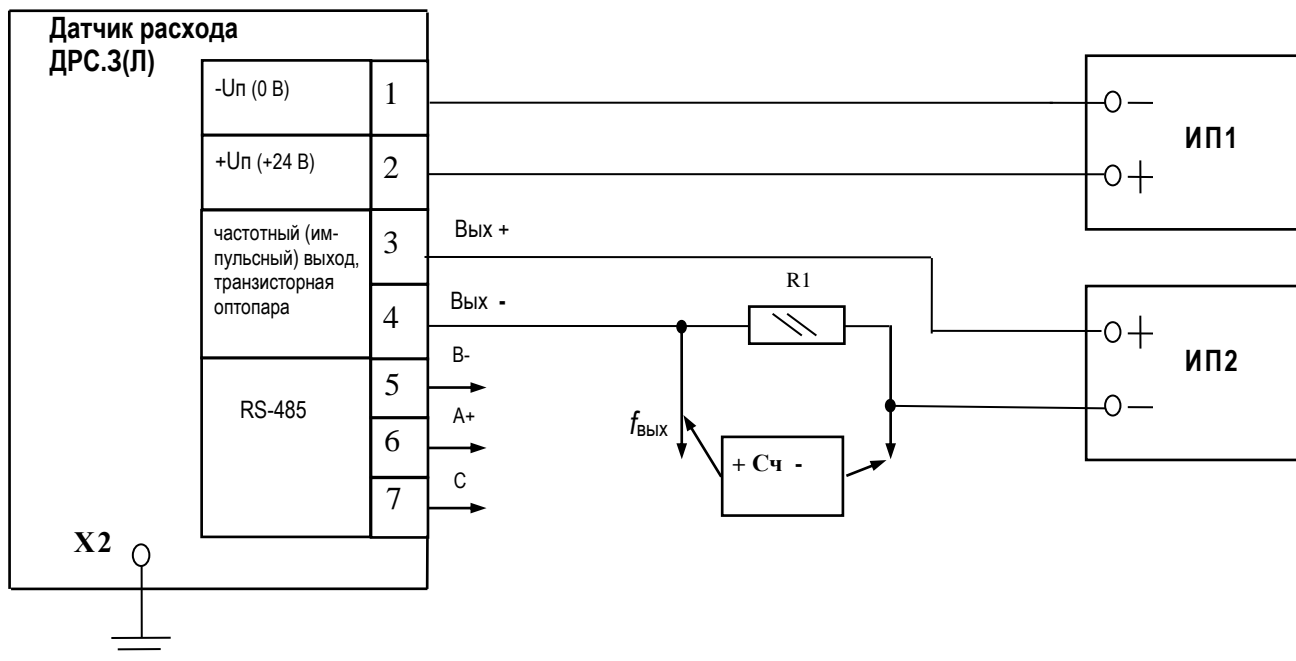 Датчик расхода
ДРС.З(Л)
-Uп (0 В)
1
+Uп (+24 В)
2
частотный (им-
пульсный) выход,
транзисторная
оптопара
3
4
RS-485
5
6
7
Вых +
Вых -
B-
A+
C
R1
fвых
+ Сч -
ИП1
−
+
ИП2
+
−
X2